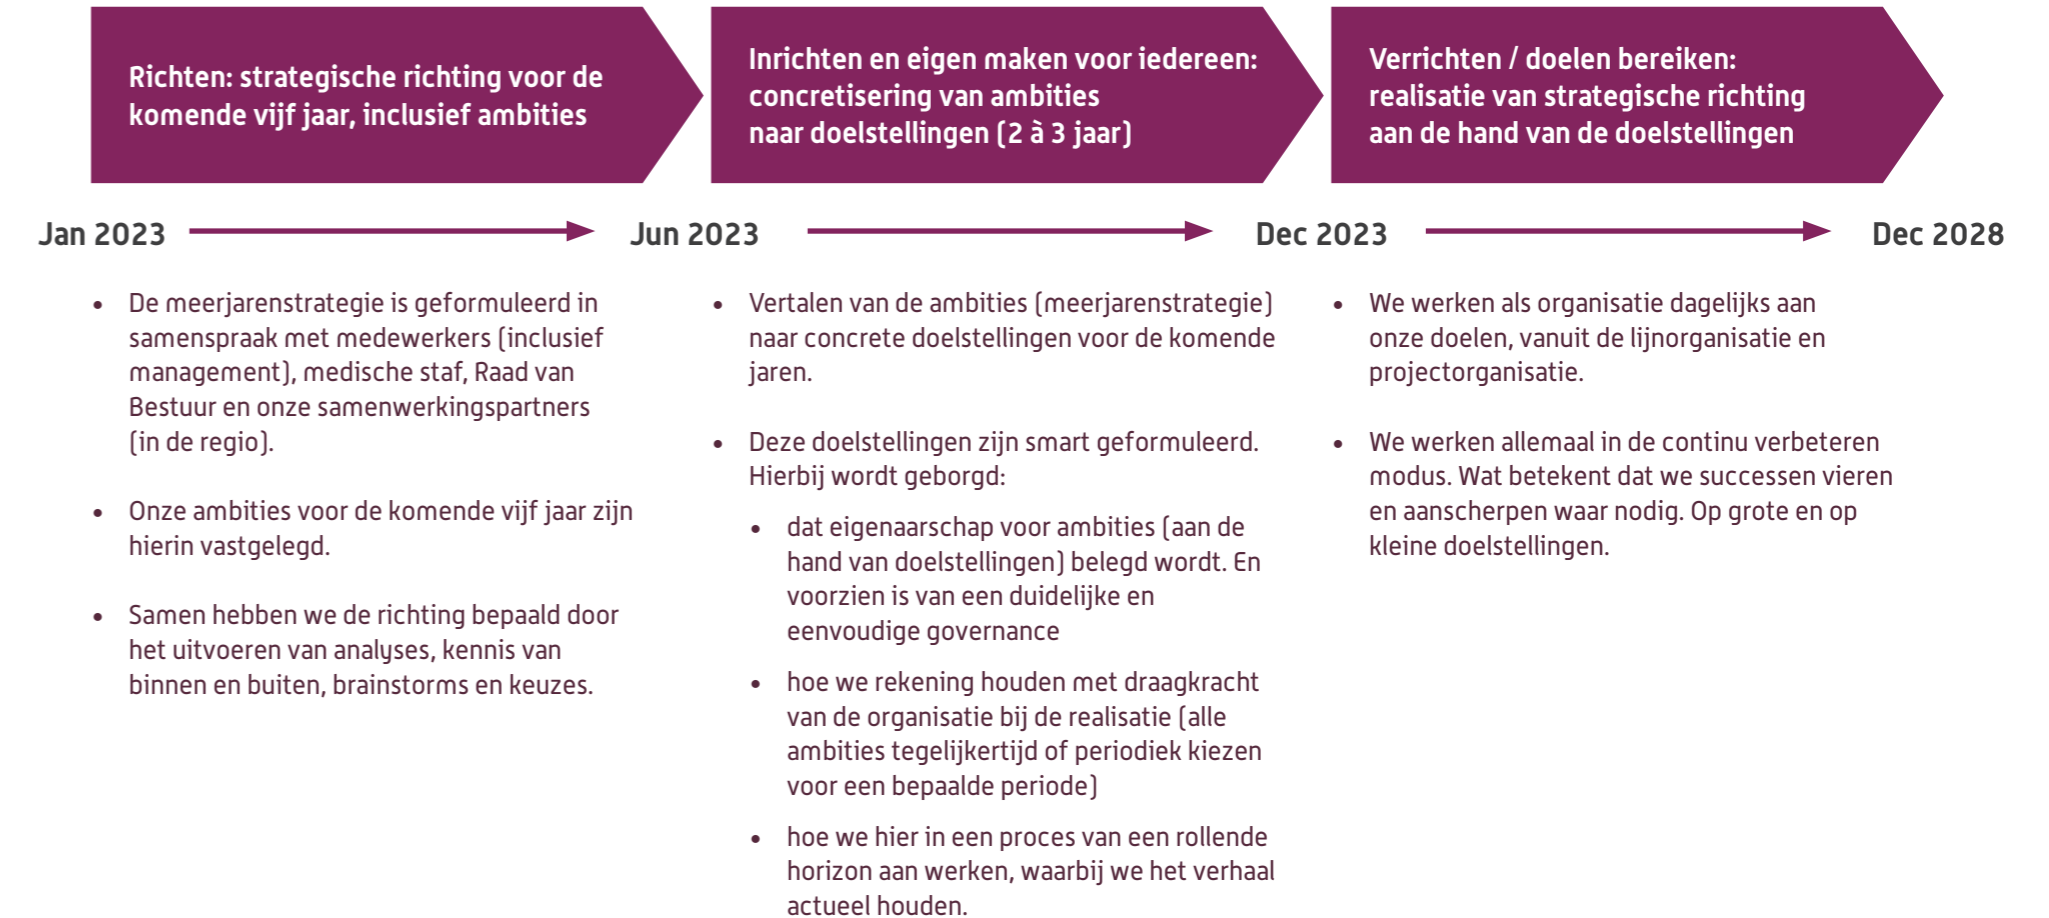 Richten: strategische richting voor de
komende vijf jaar, inclusief ambities
Inrichten en eigen maken voor iedereen:
concretisering van ambities
naar doelstellingen (2 à 3 jaar)
Verrichten / doelen bereiken:
realisatie van strategische richting
aan de hand van de doelstellingen
Jan 2023
Jun 2023
Dec 2023
Dec 2028
• De meerjarenstrategie is geformuleerd in
samenspraak met medewerkers (inclusief
management), medische staf, Raad van
Bestuur en onze samenwerkingspartners
(in de regio).
• Onze ambities voor de komende vijf jaar zijn
hierin vastgelegd.
• Samen hebben we de richting bepaald door
het uitvoeren van analyses, kennis van
binnen en buiten, brainstorms en keuzes.
• Vertalen van de ambities (meerjarenstrategie)
naar concrete doelstellingen voor de komende
jaren.
• Deze doelstellingen zijn smart geformuleerd.
Hierbij wordt geborgd:
• dat eigenaarschap voor ambities (aan de
hand van doelstellingen) belegd wordt. En
voorzien is van een duidelijke en
eenvoudige governance
• hoe we rekening houden met draagkracht
van de organisatie bij de realisatie (alle
ambities tegelijkertijd of periodiek kiezen
voor een bepaalde periode)
• hoe we hier in een proces van een rollende
horizon aan werken, waarbij we het verhaal
actueel houden.
• We werken als organisatie dagelijks aan
onze doelen, vanuit de lijnorganisatie en
projectorganisatie.
• We werken allemaal in de continu verbeteren
modus. Wat betekent dat we successen vieren
en aanscherpen waar nodig. Op grote en op
kleine doelstellingen.